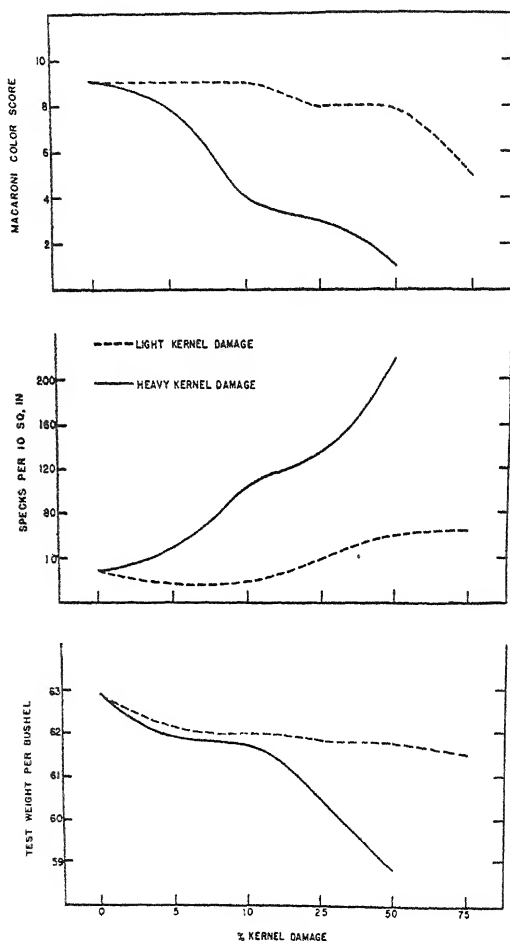 MACARONI COLOR SCORE
10
8
6
4
2
SPECKS PER 10 SQ. IN
200
160
120
80
10
LIGHT KERNEL DAMAGE
HEAVY KERNEL DAMAGE
TEST WEIGHT PER BUSHEL
63
62
61
60
59
0 5 10 25 50 75
% KERNEL DAMAGE